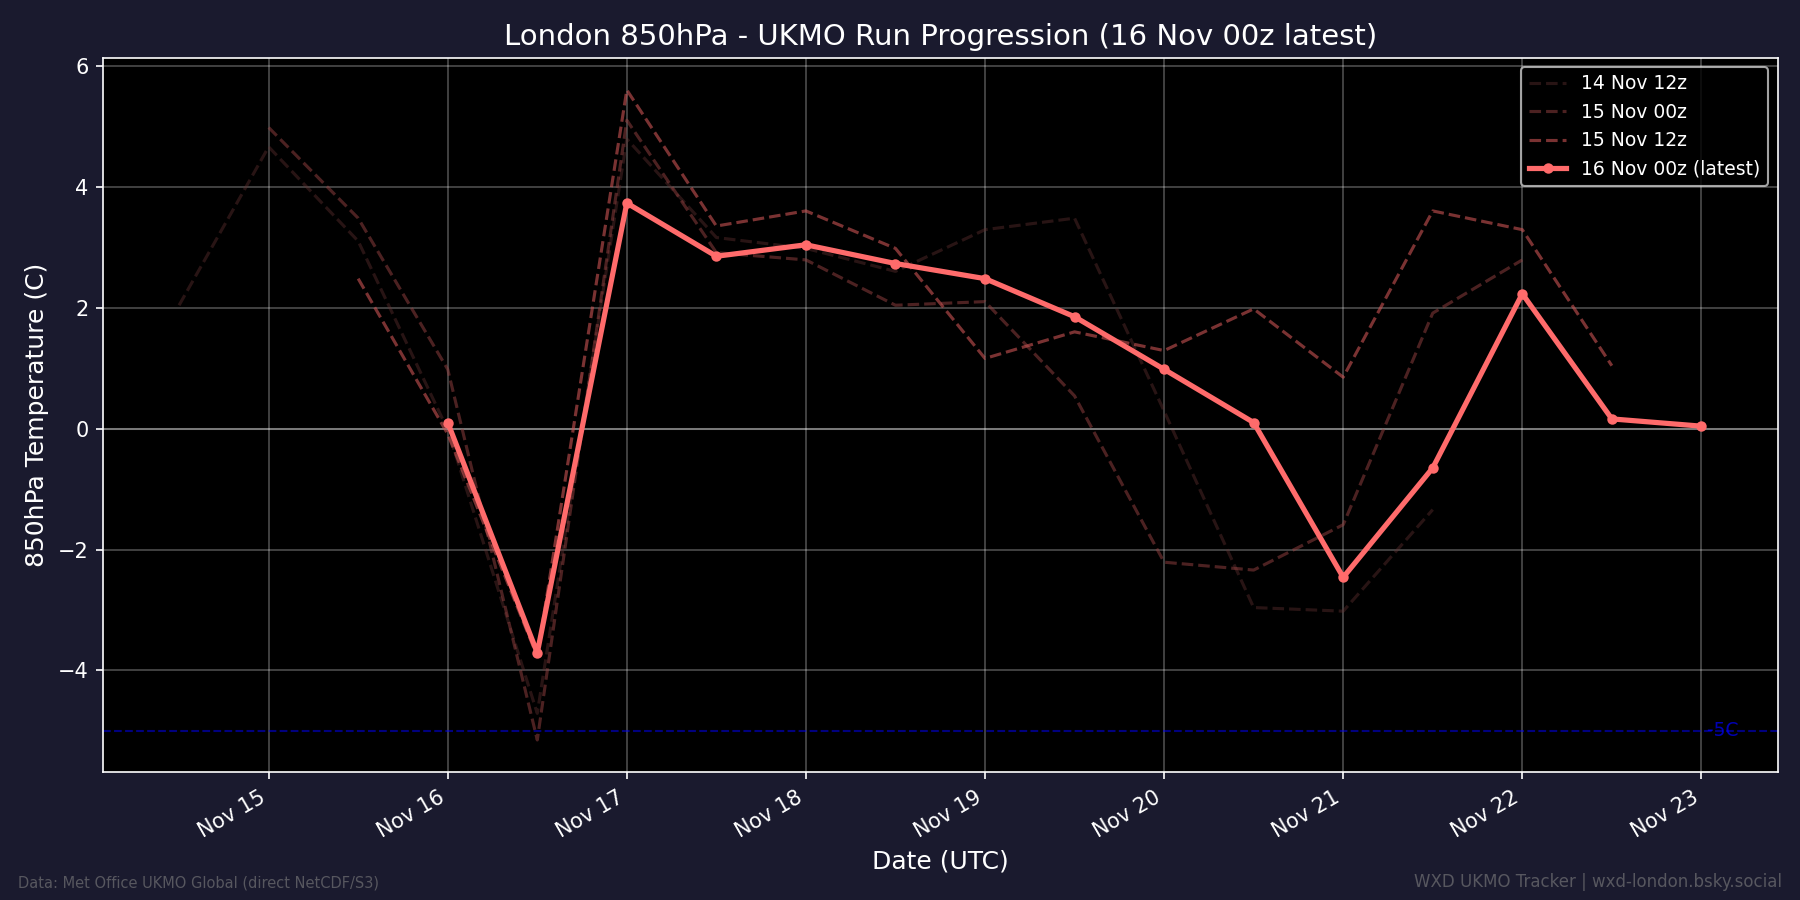 London 850hPa - UKMO Run Progression (16 Nov 00z latest)
14 Nov 12z
15 Nov 00z
15 Nov 12z
16 Nov 00z (latest)
850hPa Temperature (C)
6
4
2
0
−2
−4
-5C
Nov 15
Nov 16
Nov 17
Nov 18
Nov 19
Nov 20
Nov 21
Nov 22
Nov 23
Date (UTC)
Data: Met Office UKMO Global (direct NetCDF/S3)
WXD UKMO Tracker | wxd-london.bsky.social